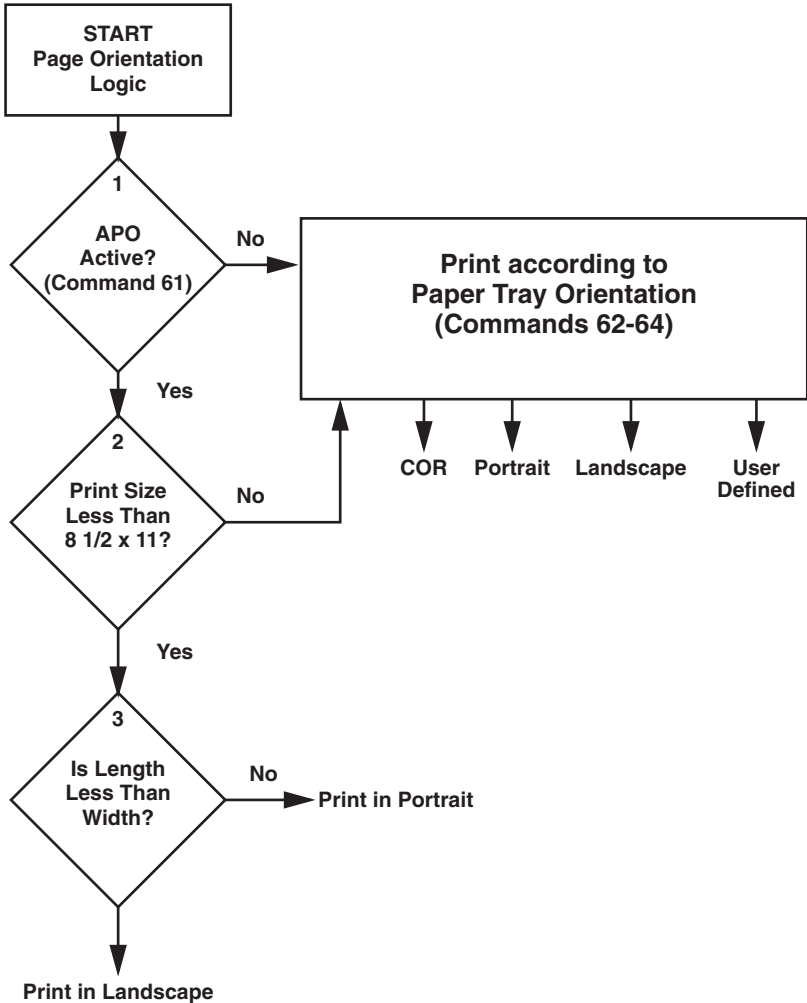 START
Page Orientation
Logic
1
APO
Active?
(Command 61)
No
Print according to
Paper Tray Orientation
(Commands 62-64)
Yes
COR
Portrait
Landscape
User
Defined
2
Print Size
Less Than
8 1/2 x 11?
No
Yes
3
Is Length
Less Than
Width?
No
Print in Portrait
Print in Landscape